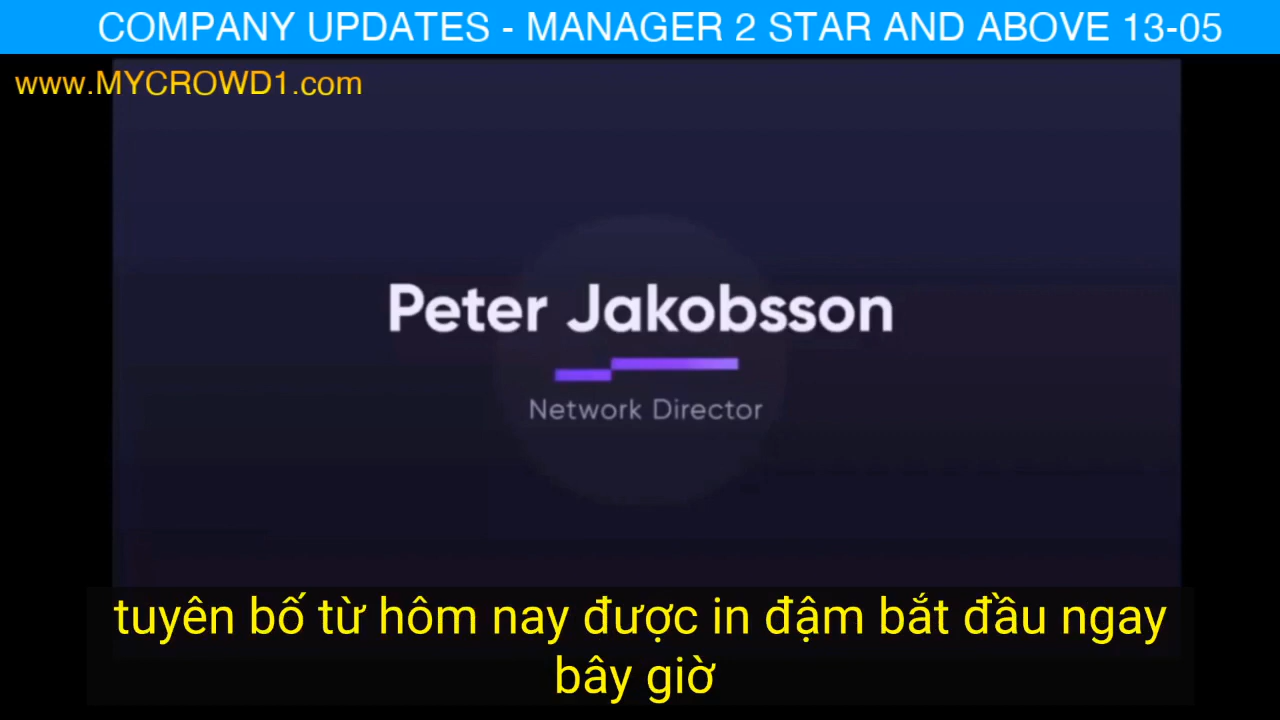 COMPANY UPDATES - MANAGER 2 STAR AND ABOVE 13-05
www.MYCROWD1.com
Peter Jakobsson
Network Director
tuyên bố từ hôm nay được in đậm bắt đầu ngay
bây giờ